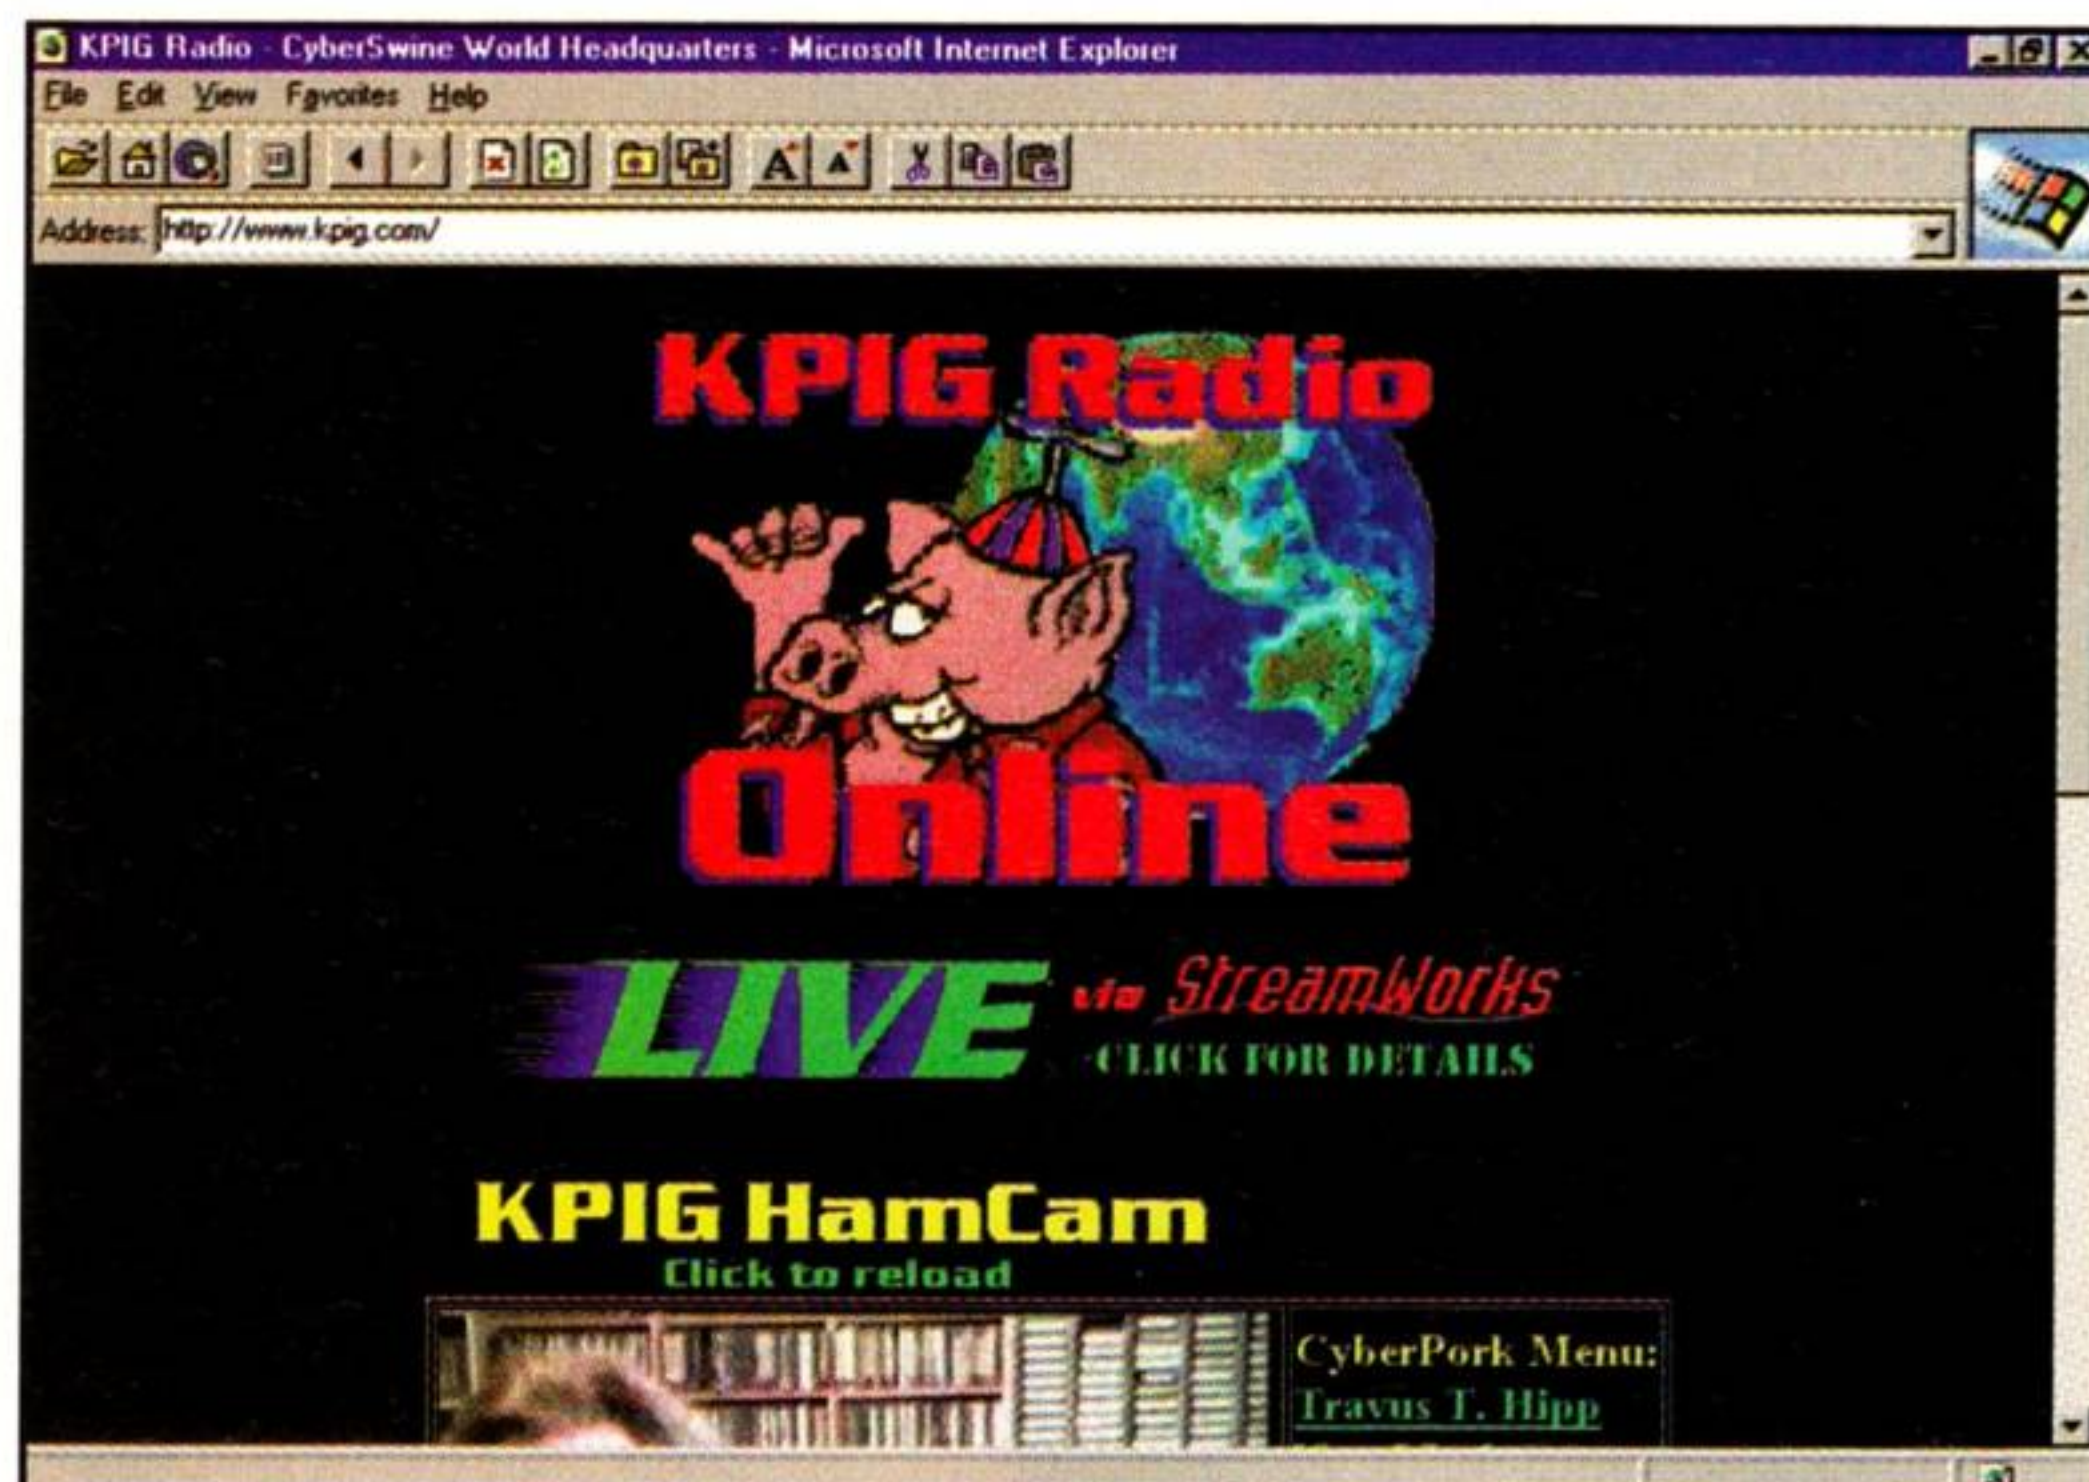 KPIG Radio - CyberSwine World Headquarters - Microsoft Internet Explorer
File Edit View Favorites Help
Address: http://www.kpig.com/
KPIG Radio
Online
LIVE via StreamWorks
CLICK FOR DETAILS
KPIG HamCam
Click to reload
CyberPork Menu:
Travus T. Hipp